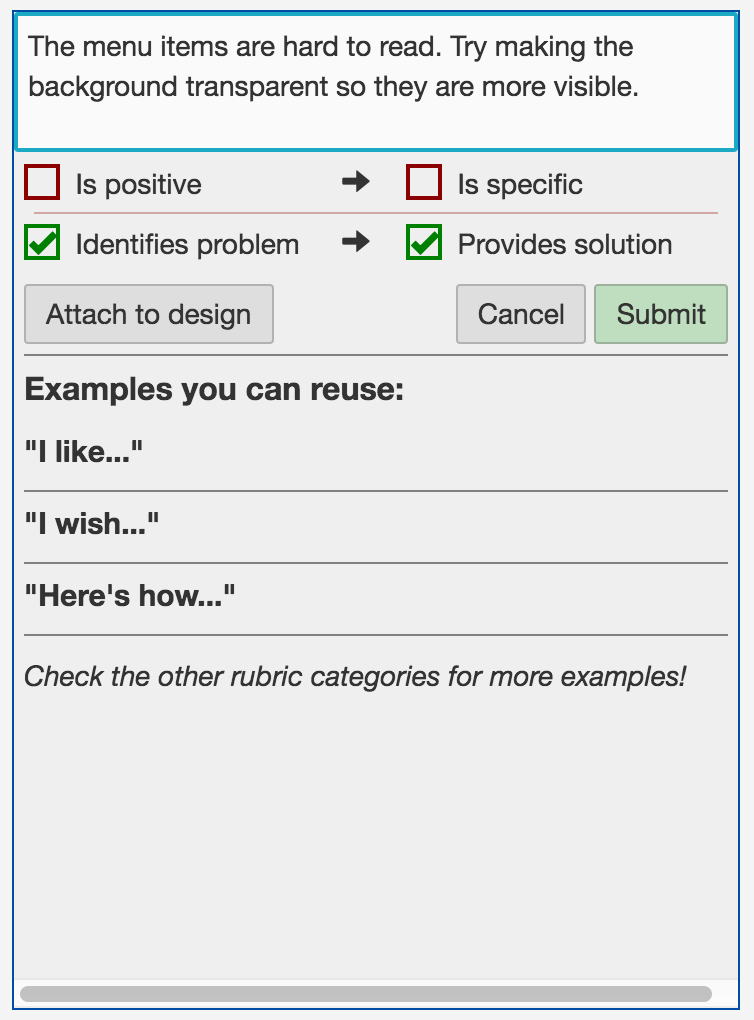 The menu items are hard to read. Try making the
background transparent so they are more visible.
Is positive Is specific
Identifies problem Provides solution
Attach to design Cancel Submit
Examples you can reuse:
"I like..."
"I wish..."
"Here's how..."
Check the other rubric categories for more examples!